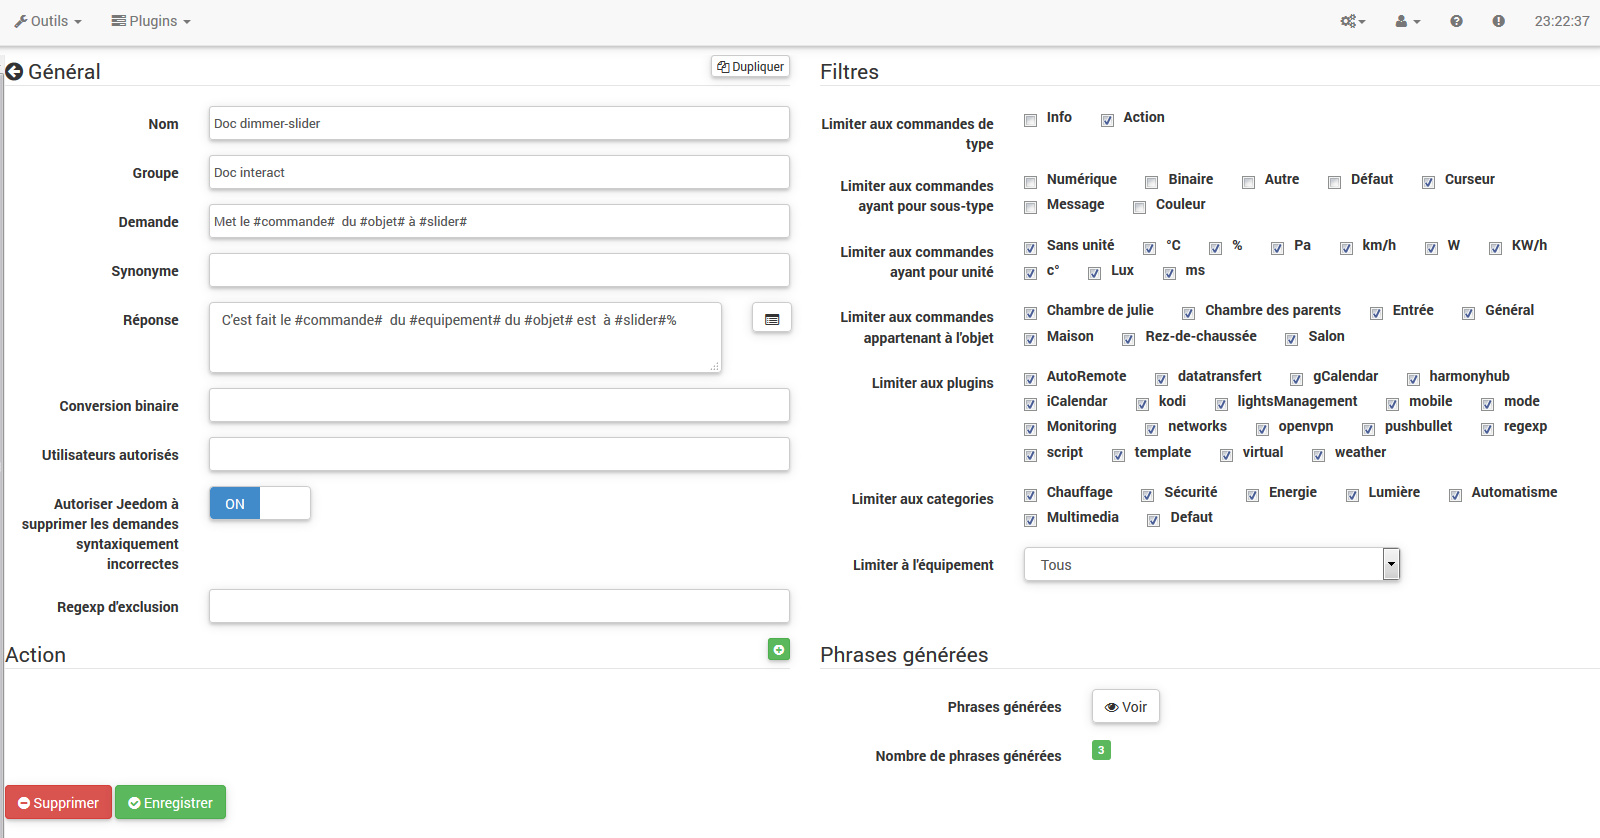 Outils Plugins 23:22:37
Général Dupliquer
Nom Doc dimmer-slider
Groupe Doc interact
Demande Met le #commande#  du #objet# à #slider#
Synonyme
Réponse C'est fait le #commande#  du #equipement# du #objet# est  à #slider#%
Conversion binaire
Utilisateurs autorisés
Autoriser Jeedom à ON
supprimer les demandes
syntaxiquement
incorrectes
Regexp d'exclusion
Action
Supprimer Enregistrer
Filtres
Limiter aux commandes de Info Action
type
Limiter aux commandes Numérique Binaire Autre Défaut Curseur
ayant pour sous-type Message Couleur
Limiter aux commandes Sans unité °C % Pa km/h W KW/h
ayant pour unité c° Lux ms
Limiter aux commandes Chambre de julie Chambre des parents Entrée Général
appartenant à l'objet Maison Rez-de-chaussée Salon
Limiter aux plugins AutoRemote datatransfert gCalendar harmonyhub
iCalendar kodi lightsManagement mobile mode
Monitoring networks openvpn pushbullet regexp
script template virtual weather
Limiter aux categories Chauffage Sécurité Energie Lumière Automatisme
Multimedia Defaut
Limiter à l'équipement Tous
Phrases générées
Phrases générées Voir
Nombre de phrases générées 3